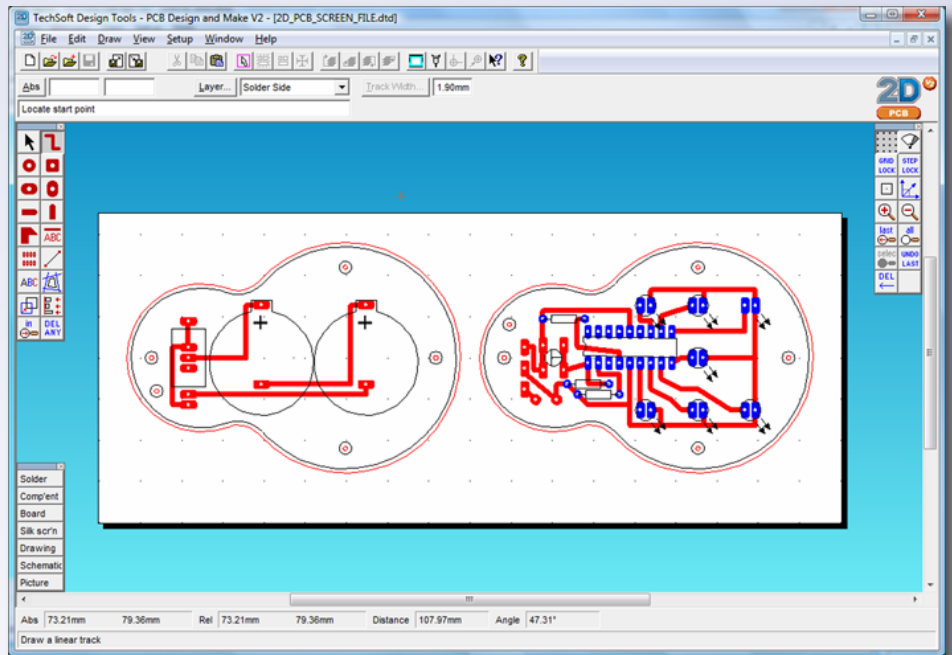 TechSoft Design Tools - PCB Design and Make V2 - [2D_PCB_SCREEN_FILE.dtd]
File Edit Draw View Setup Window Help
Abs Layer... Solder Side Track Width... 1.90mm
Locate start point
2D
PCB
GRID LOCK
STEP LOCK
ABC
last
all
selec
UNDO LAST
ABC
DEL
in
DEL ANY
Solder
Comp'ent
Board
Silk scr'n
Drawing
Schematic
Picture
Abs 73.21mm 79.36mm Rel 73.21mm 79.36mm Distance 107.97mm Angle 47.31°
Draw a linear track